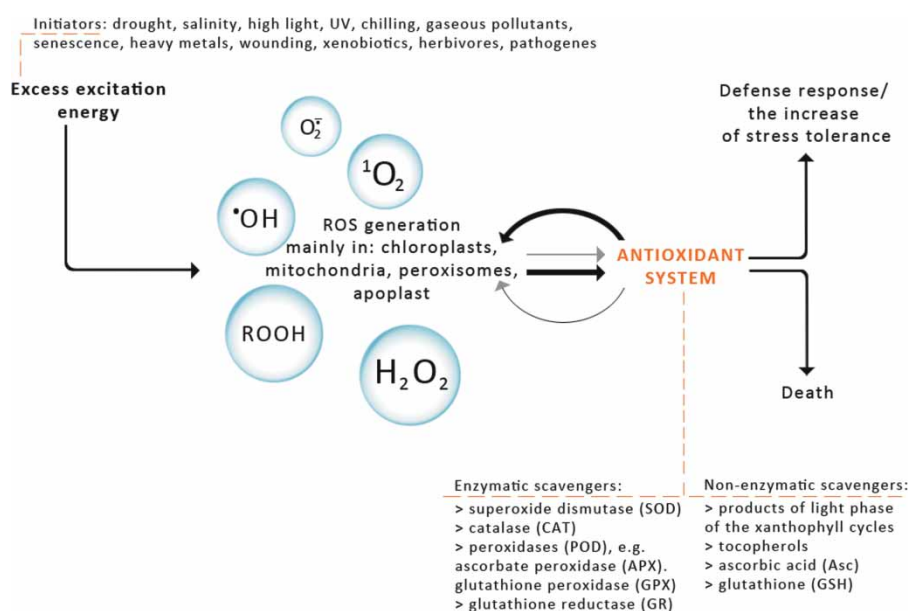 Initiators: drought, salinity, high light, UV, chilling, gaseous pollutants,
senescence, heavy metals, wounding, xenobiotics, herbivores, pathogenes
Excess excitation
energy
O₂•̄
¹O₂
•OH
ROS generation
mainly in: chloroplasts,
mitochondria, peroxisomes,
apoplast
ROOH
H₂O₂
ANTIOXIDANT
SYSTEM
Defense response/
the increase
of stress tolerance
Death
Enzymatic scavengers:
> superoxide dismutase (SOD)
> catalase (CAT)
> peroxidases (POD), e.g.
ascorbate peroxidase (APX).
glutathione peroxidase (GPX)
> glutathione reductase (GR)
Non-enzymatic scavengers:
> products of light phase
of the xanthophyll cycles
> tocopherols
> ascorbic acid (Asc)
> glutathione (GSH)